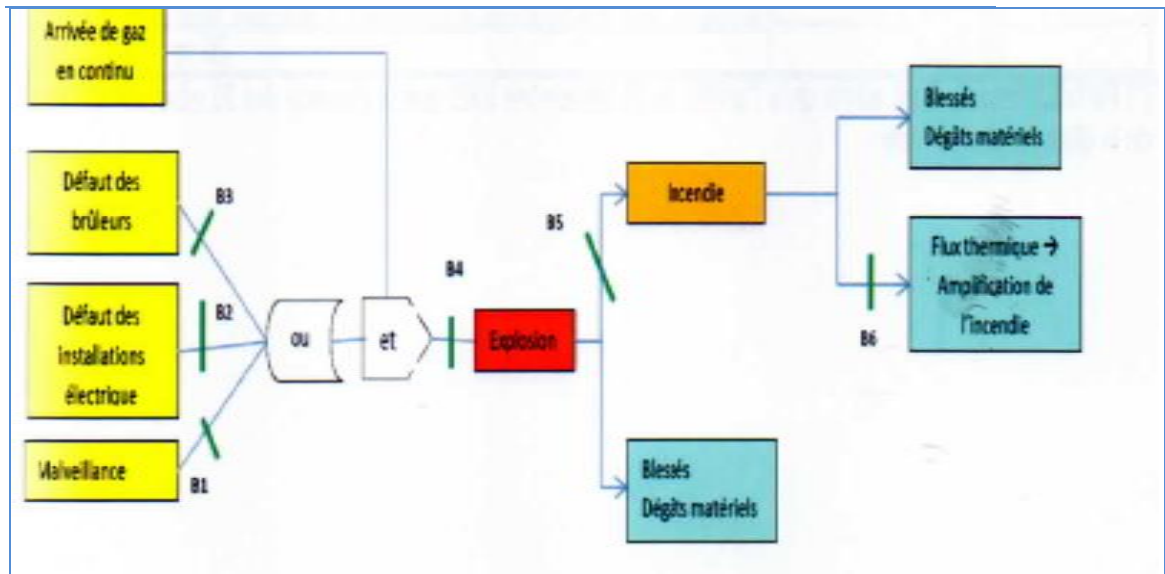 Arrivée de gaz
en continu
Défaut des
brûleurs
B3
Défaut des
installations
électrique
B2
Malveillance
B1
ou
et
B4
Explosion
B5
Incendie
Blessés
Dégâts matériels
B6
Flux thermique →
Amplification de
l'incendie
Blessés
Dégâts matériels